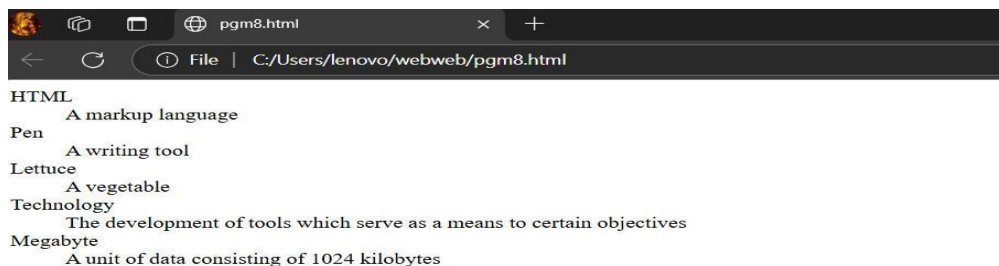 pgm8.html
File | C:/Users/lenovo/webweb/pgm8.html
HTML
A markup language
Pen
A writing tool
Lettuce
A vegetable
Technology
The development of tools which serve as a means to certain objectives
Megabyte
A unit of data consisting of 1024 kilobytes